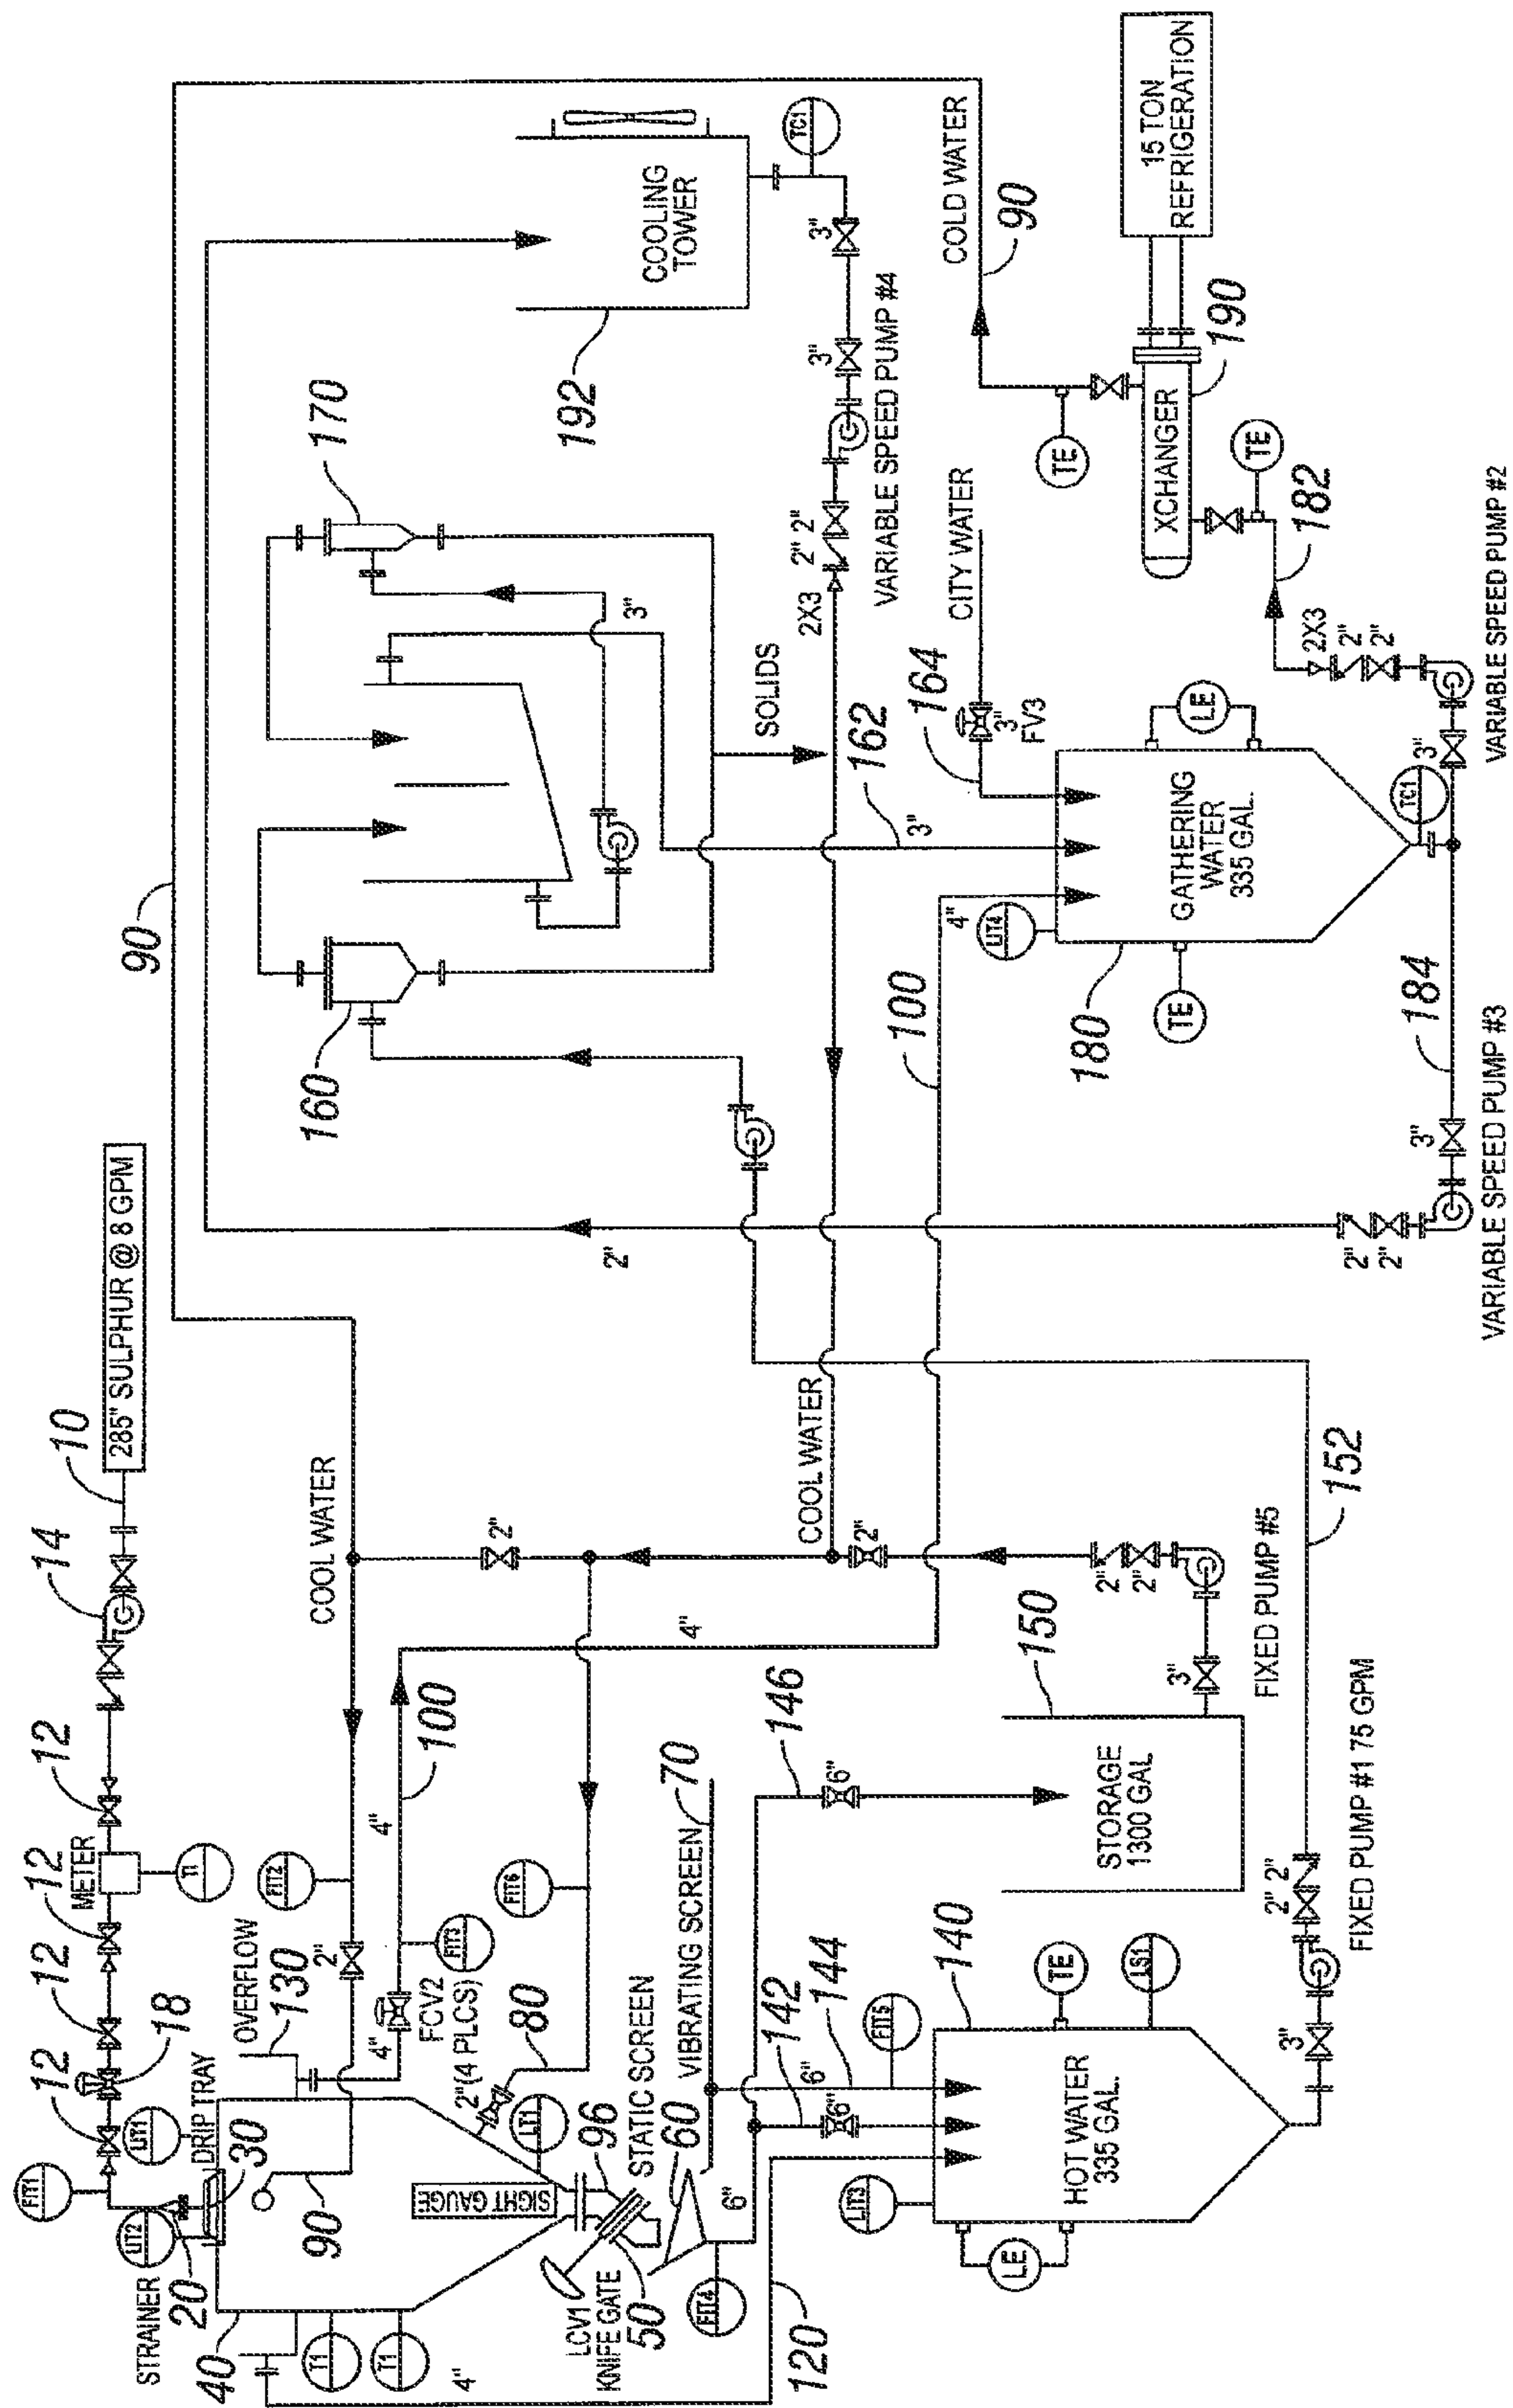 285" SULPHUR @ 8 GPM
10
14
12
12
METER
TI
12
12
18
12
FIT1
LIT1
LIT2
STRAINER
20
DRIP TRAY
30
40
OVERFLOW
130
90
COOL WATER
FIT2
2"
90
4"
FCV2
FIT3
4"
100
4"
2" (4 PLCS)
80
FIT6
2"
T1
T1
4"
SIGHT GAUGE
LT1
96
LCV1
KNIFE GATE
50
STATIC SCREEN
60
VIBRATING SCREEN
70
FIT4
6"
120
142
6"
144
6"
FIT5
146
6"
LIT3
LE
HOT WATER
335 GAL.
140
TE
LS1
3"
2" 2"
FIXED PUMP #1 75 GPM
152
STORAGE
1300 GAL
150
3"
FIXED PUMP #5
2"
2"
2"
COOL WATER
90
160
170
3"
SOLIDS
COOLING
TOWER
192
TC1
3"
3"
VARIABLE SPEED PUMP #4
2" 2"
2X3
2"
2"
2"
3"
VARIABLE SPEED PUMP #3
184
100
4"
162
3"
164
3"
FV3
CITY WATER
LIT4
GATHERING
WATER
335 GAL.
180
TE
LE
TC1
3"
VARIABLE SPEED PUMP #2
2"
2"
2X3
182
TE
XCHANGER
190
TE
COLD WATER
90
15 TON
REFRIGERATION